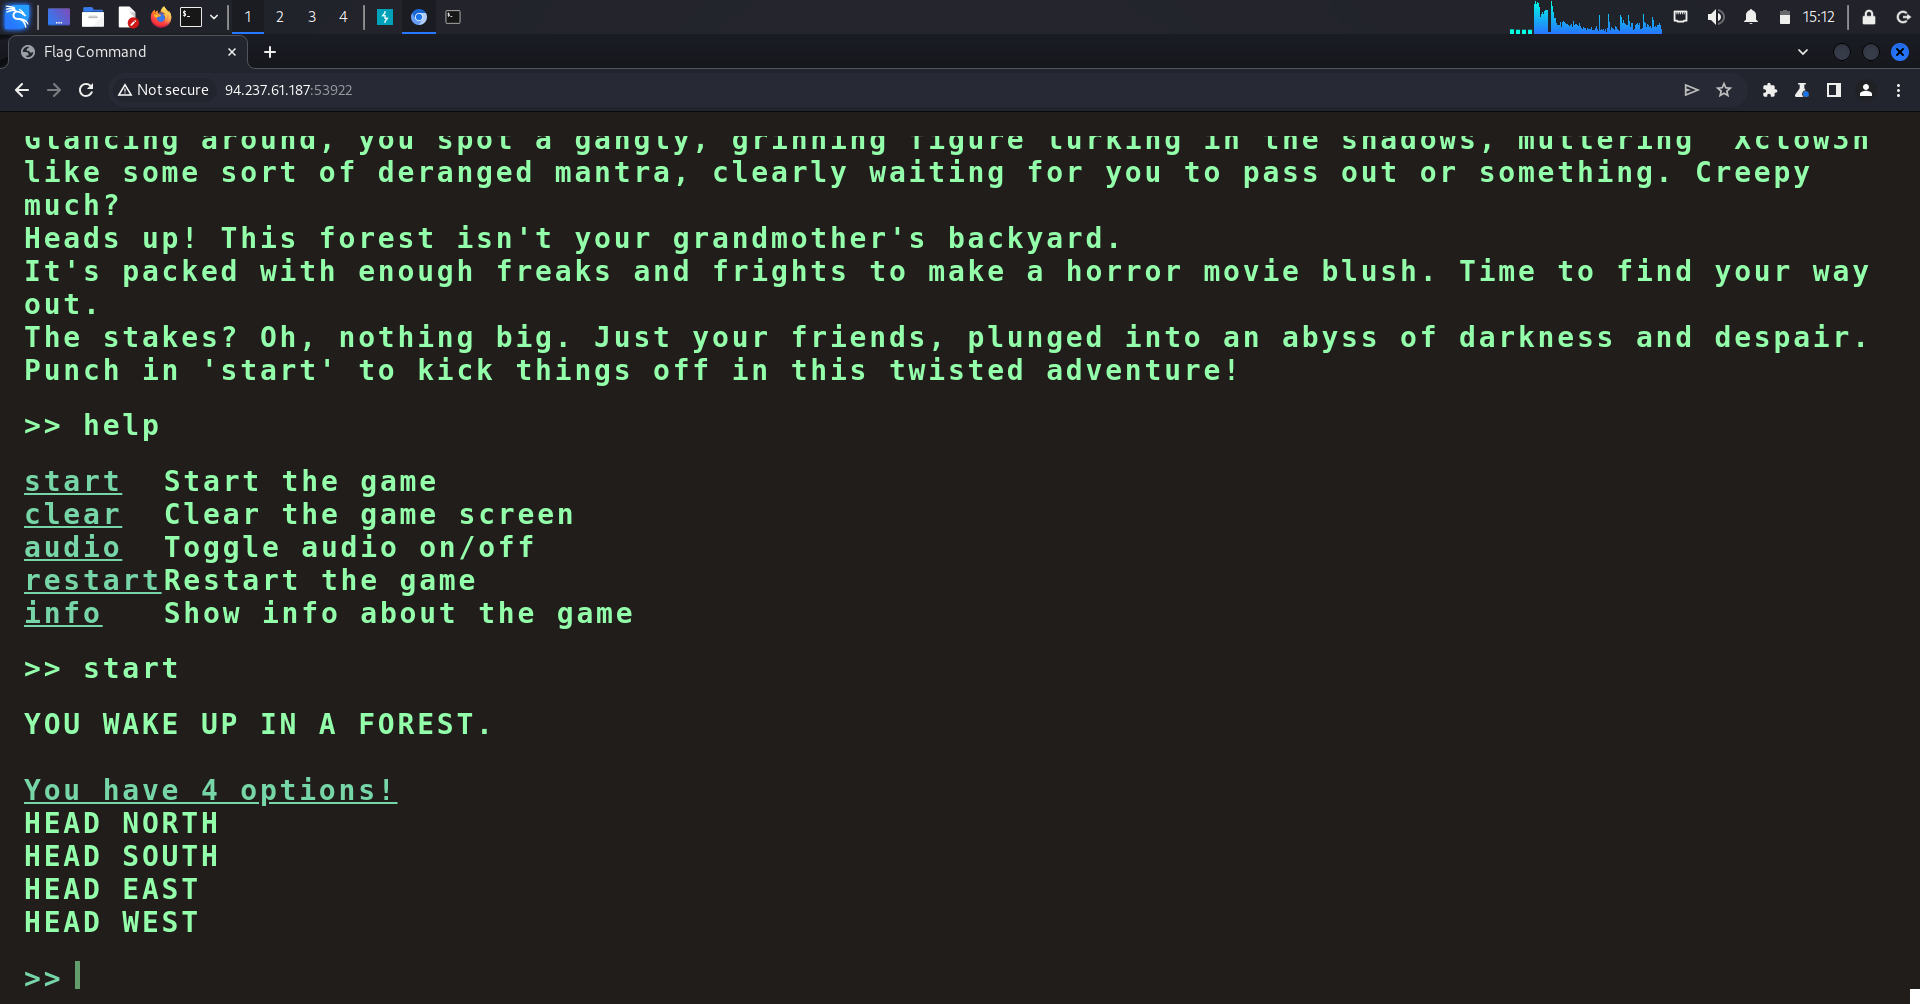 1 2 3 4
15:12
Flag Command
Not secure 94.237.61.187:53922
Glancing around, you spot a gangly, grinning figure lurking in the shadows, muttering 'Xclow3n'
like some sort of deranged mantra, clearly waiting for you to pass out or something. Creepy
much?
Heads up! This forest isn't your grandmother's backyard.
It's packed with enough freaks and frights to make a horror movie blush. Time to find your way
out.
The stakes? Oh, nothing big. Just your friends, plunged into an abyss of darkness and despair.
Punch in 'start' to kick things off in this twisted adventure!
>> help
start Start the game
clear Clear the game screen
audio Toggle audio on/off
restart Restart the game
info Show info about the game
>> start
YOU WAKE UP IN A FOREST.
You have 4 options!
HEAD NORTH
HEAD SOUTH
HEAD EAST
HEAD WEST
>>